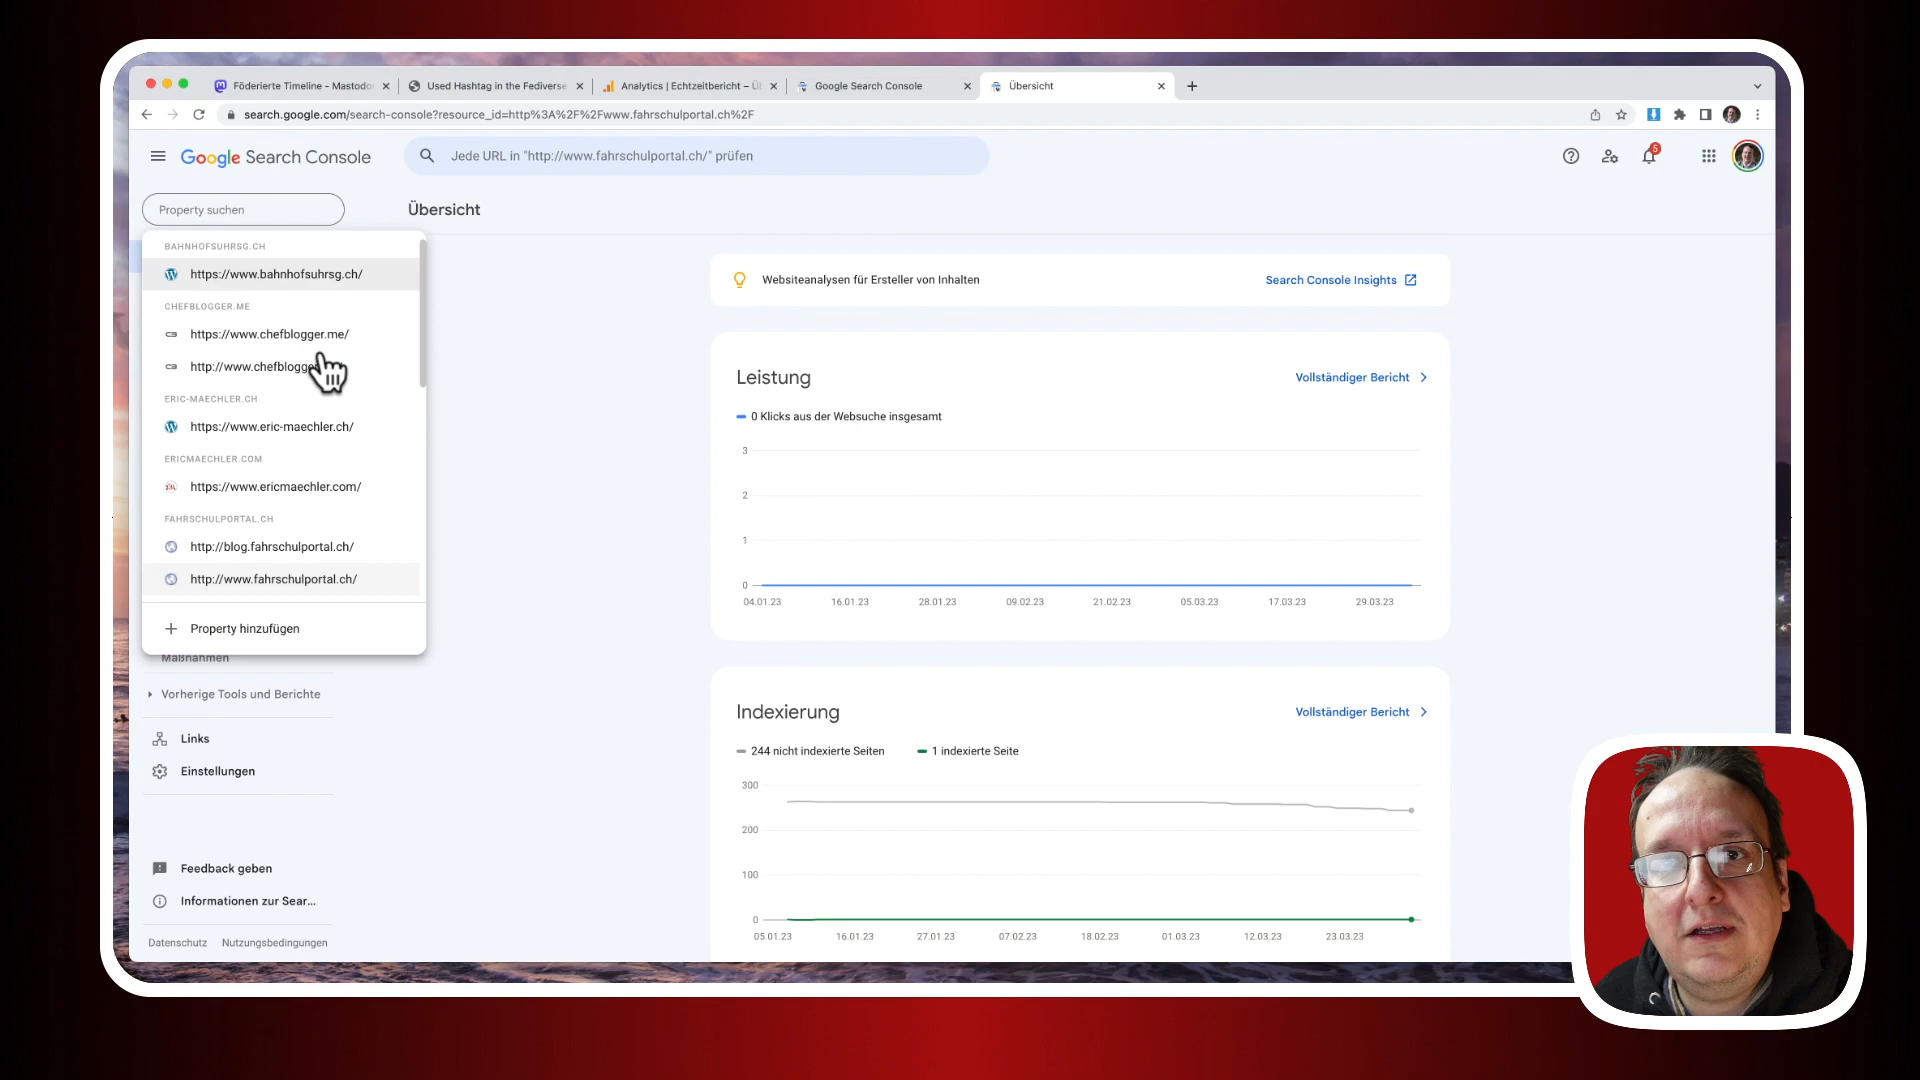 Föderierte Timeline - Mastodo
Used Hashtag in the Fediverse
Analytics | Echtzeitbericht – Üb
Google Search Console
Übersicht
search.google.com/search-console?resource_id=http%3A%2F%2Fwww.fahrschulportal.ch%2F
Google Search Console
Jede URL in "http://www.fahrschulportal.ch/" prüfen
5
Property suchen
Übersicht
BAHNHOFSUHRSG.CH
https://www.bahnhofsuhrsg.ch/
CHEFBLOGGER.ME
https://www.chefblogger.me/
http://www.chefblogge
ERIC-MAECHLER.CH
https://www.eric-maechler.ch/
ERICMAECHLER.COM
https://www.ericmaechler.com/
FAHRSCHULPORTAL.CH
http://blog.fahrschulportal.ch/
http://www.fahrschulportal.ch/
Property hinzufügen
Maßnahmen
Vorherige Tools und Berichte
Links
Einstellungen
Feedback geben
Informationen zur Sear...
Datenschutz Nutzungsbedingungen
Websiteanalysen für Ersteller von Inhalten
Search Console Insights
Leistung
Vollständiger Bericht
0 Klicks aus der Websuche insgesamt
3
2
1
0
04.01.23 16.01.23 28.01.23 09.02.23 21.02.23 05.03.23 17.03.23 29.03.23
Indexierung
Vollständiger Bericht
244 nicht indexierte Seiten 1 indexierte Seite
300
200
100
0
05.01.23 16.01.23 27.01.23 07.02.23 18.02.23 01.03.23 12.03.23 23.03.23